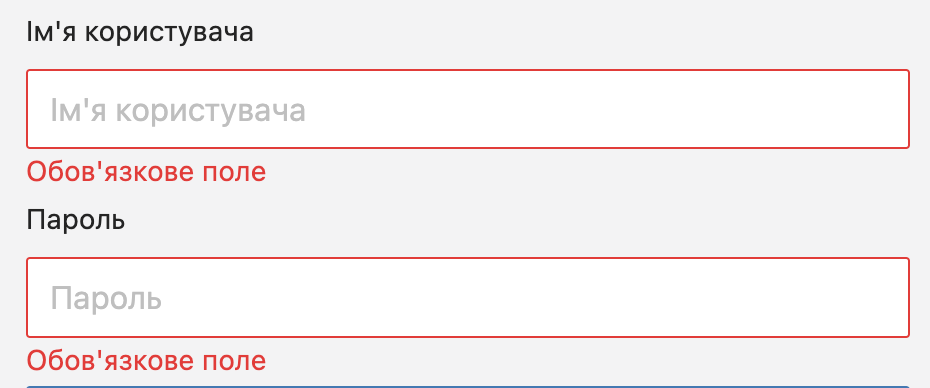 Ім'я користувача
Ім'я користувача
Обов'язкове поле
Пароль
Пароль
Обов'язкове поле